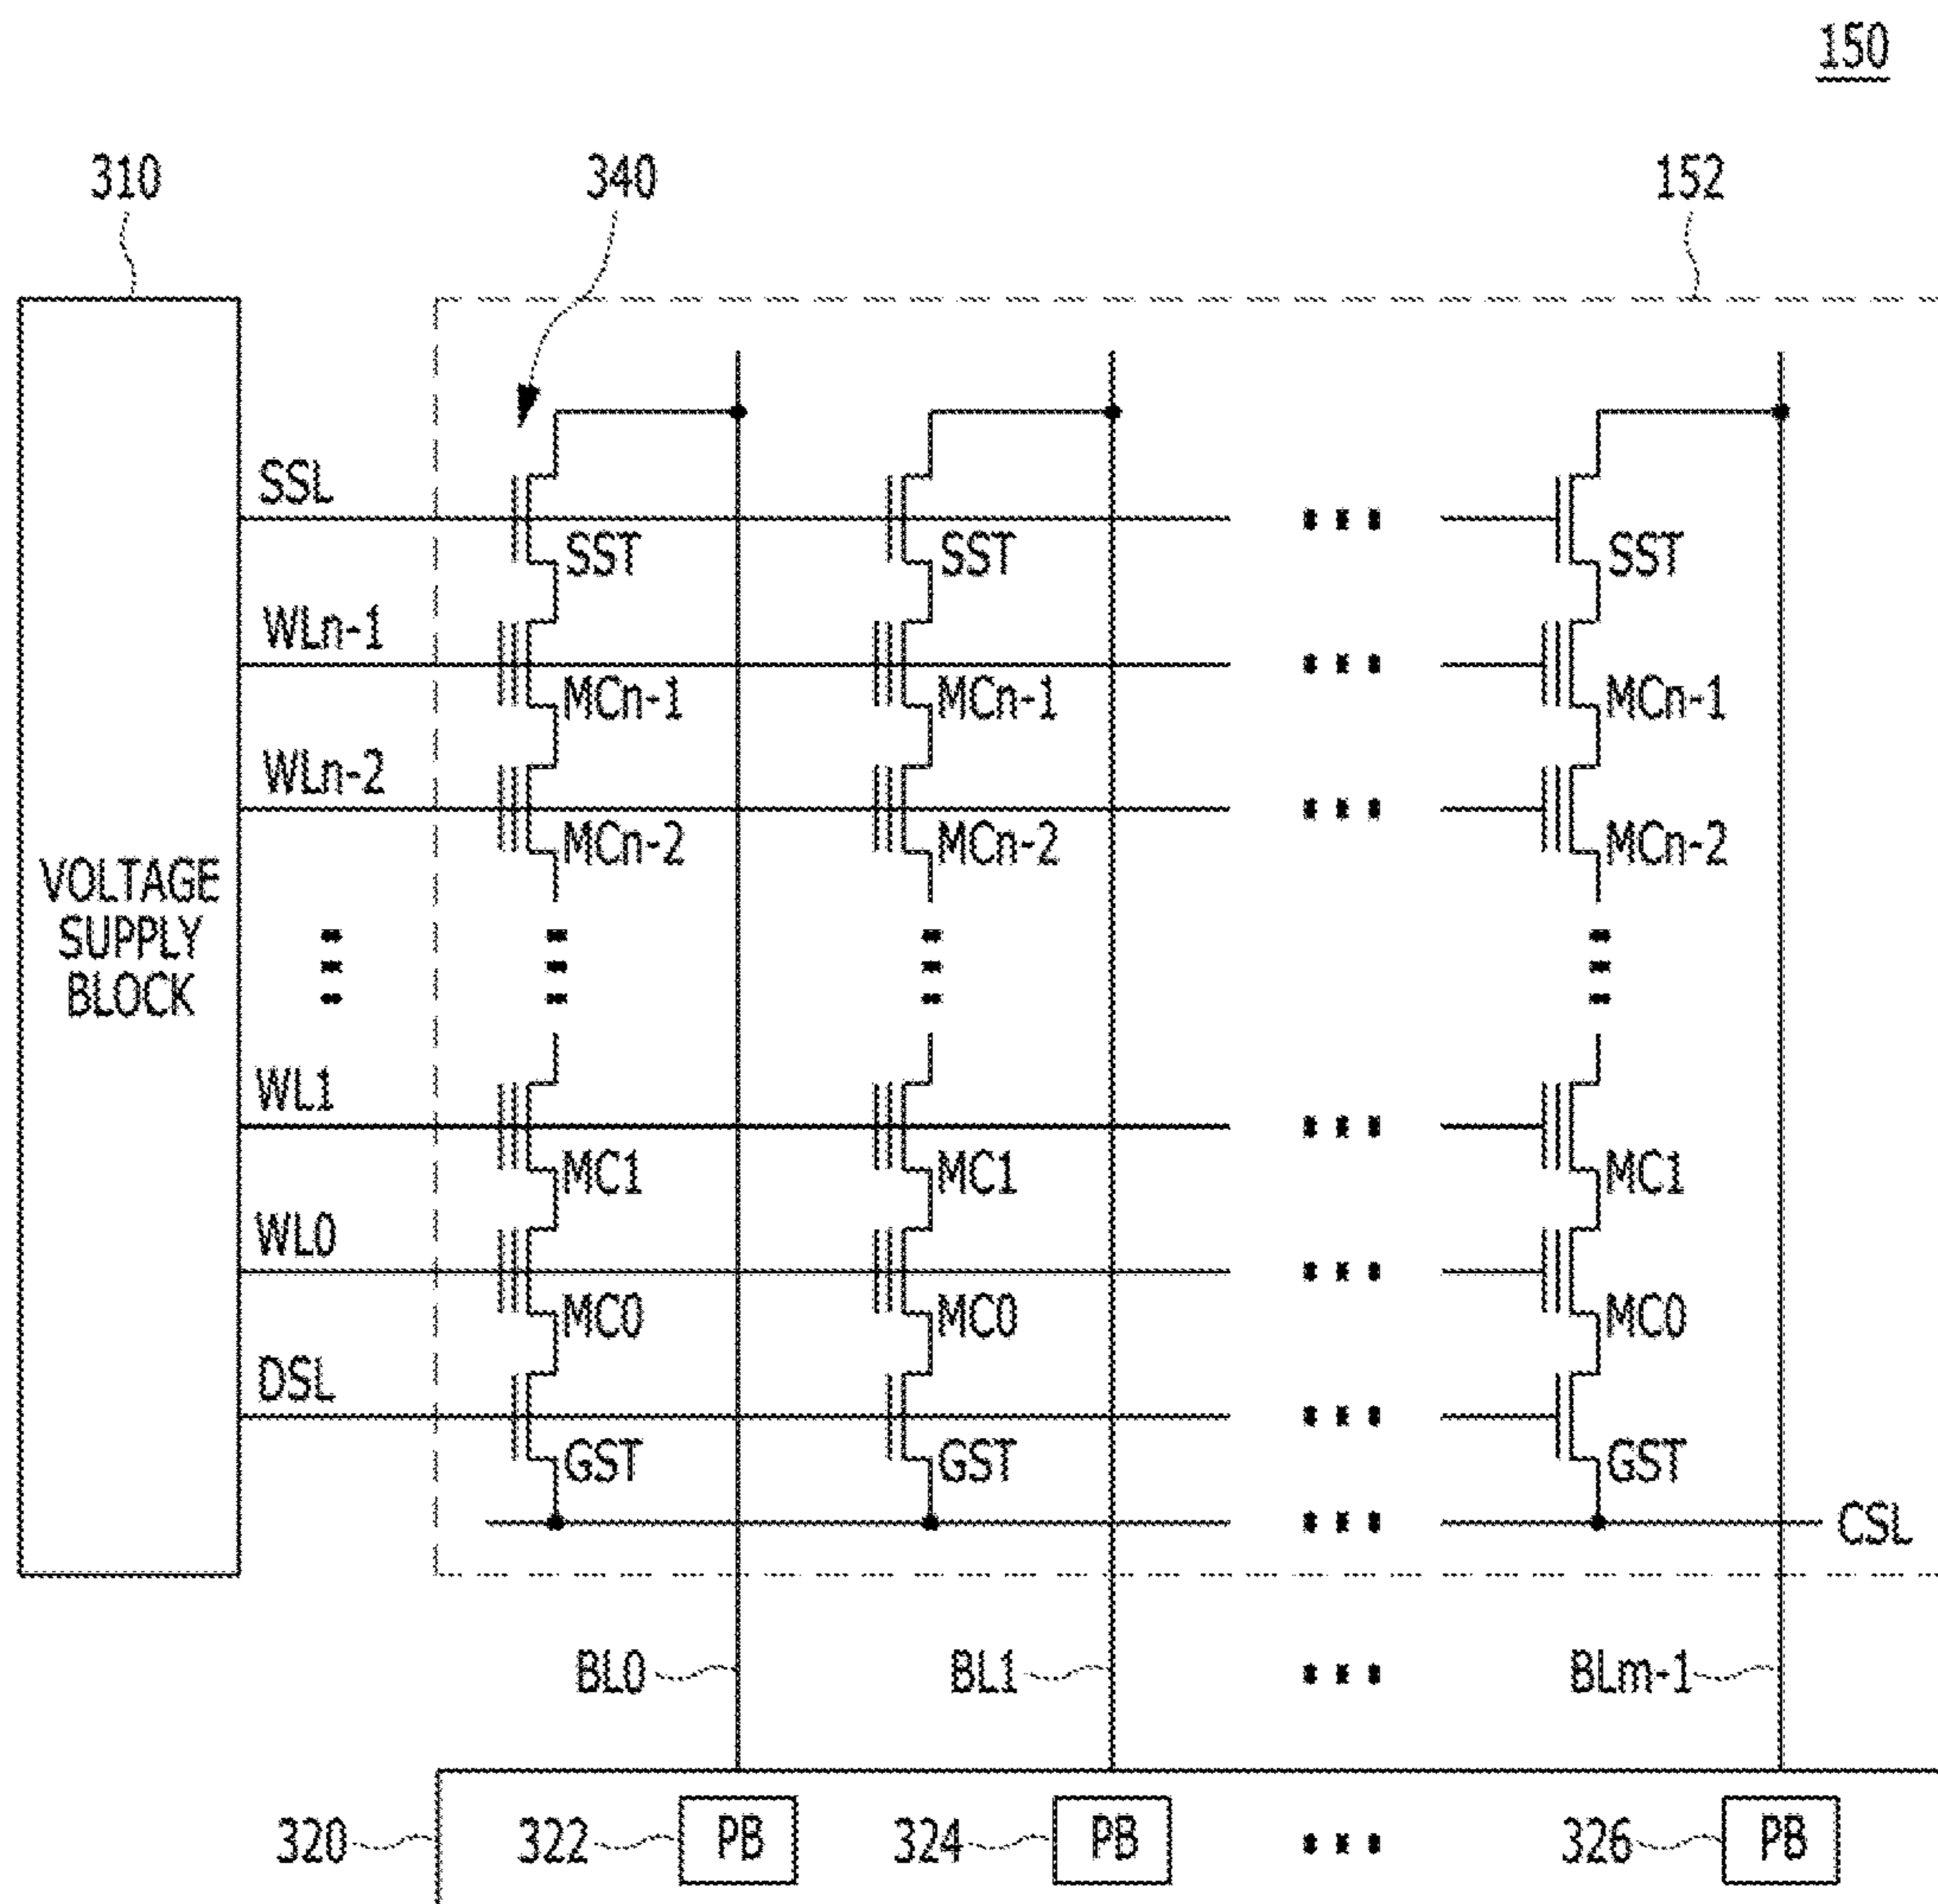 150
310
340
152
SSL
SST
SST
SST
WLn-1
MCn-1
MCn-1
MCn-1
WLn-2
MCn-2
MCn-2
MCn-2
VOLTAGE
SUPPLY
BLOCK
WL1
MC1
MC1
MC1
WL0
MC0
MC0
MC0
DSL
GST
GST
GST
CSL
BL0
BL1
BLm-1
320
322
PB
324
PB
326
PB